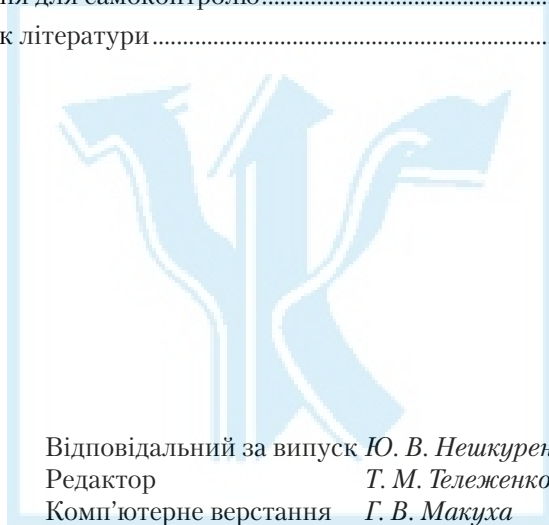 ня для самоконтролю
к літератури
Відповідальний за випуск Ю. В. Нешкурен
Редактор Т. М. Тележенко
Комп'ютерне верстання Г. В. Макуха